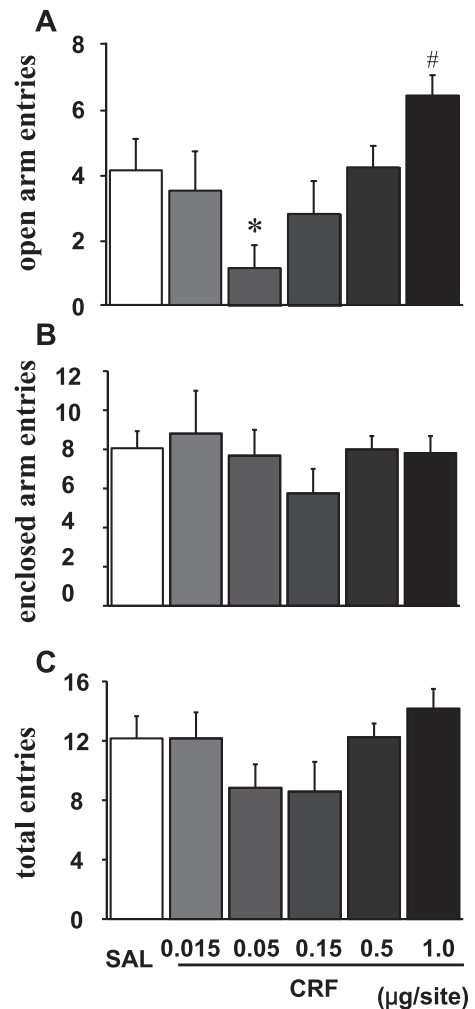 A
open arm entries
8
6
4
2
0
*
#
B
enclosed arm entries
12
10
8
6
4
2
0
C
total entries
16
12
8
4
0
SAL 0.015 0.05 0.15 0.5 1.0
CRF (µg/site)